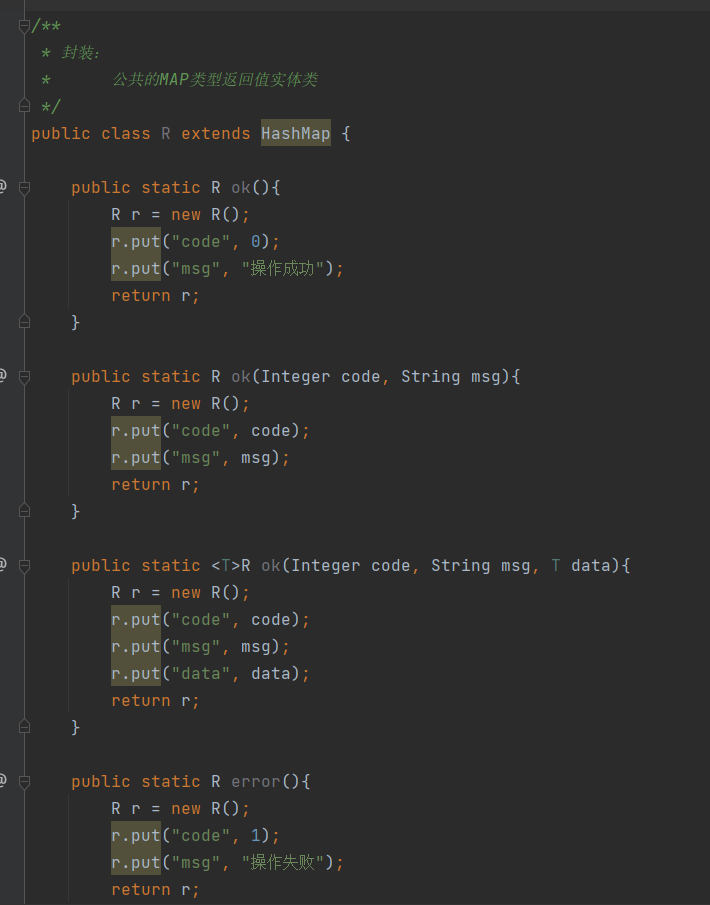 /**
 * 封装：
 *      公共的MAP类型返回值实体类
 */
public class R extends HashMap {
@   public static R ok(){
        R r = new R();
        r.put("code", 0);
        r.put("msg", "操作成功");
        return r;
    }
@   public static R ok(Integer code, String msg){
        R r = new R();
        r.put("code", code);
        r.put("msg", msg);
        return r;
    }
@   public static <T>R ok(Integer code, String msg, T data){
        R r = new R();
        r.put("code", code);
        r.put("msg", msg);
        r.put("data", data);
        return r;
    }
@   public static R error(){
        R r = new R();
        r.put("code", 1);
        r.put("msg", "操作失败");
        return r;